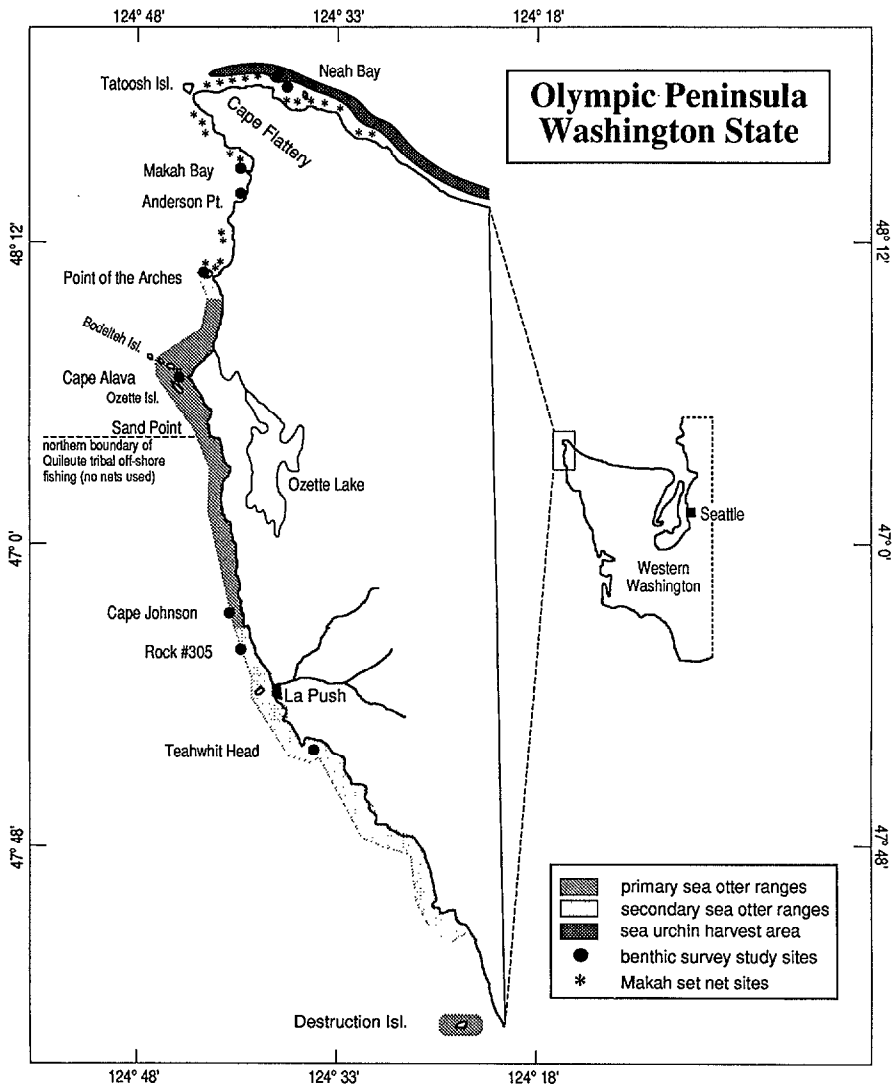 124° 48'
124° 33'
124° 18'
Olympic Peninsula
Washington State
Tatoosh Isl.
Neah Bay
Cape Flattery
Makah Bay
Anderson Pt.
48° 12'
48° 12'
Point of the Arches
Bodelteh Isl.
Cape Alava
Ozette Isl.
Sand Point
northern boundary of
Quileute tribal off-shore
fishing (no nets used)
Ozette Lake
Seattle
47° 0'
47° 0'
Western
Washington
Cape Johnson
Rock #305
La Push
Teahwhit Head
47° 48'
47° 48'
primary sea otter ranges
secondary sea otter ranges
sea urchin harvest area
benthic survey study sites
Makah set net sites
Destruction Isl.
124° 48'
124° 33'
124° 18'